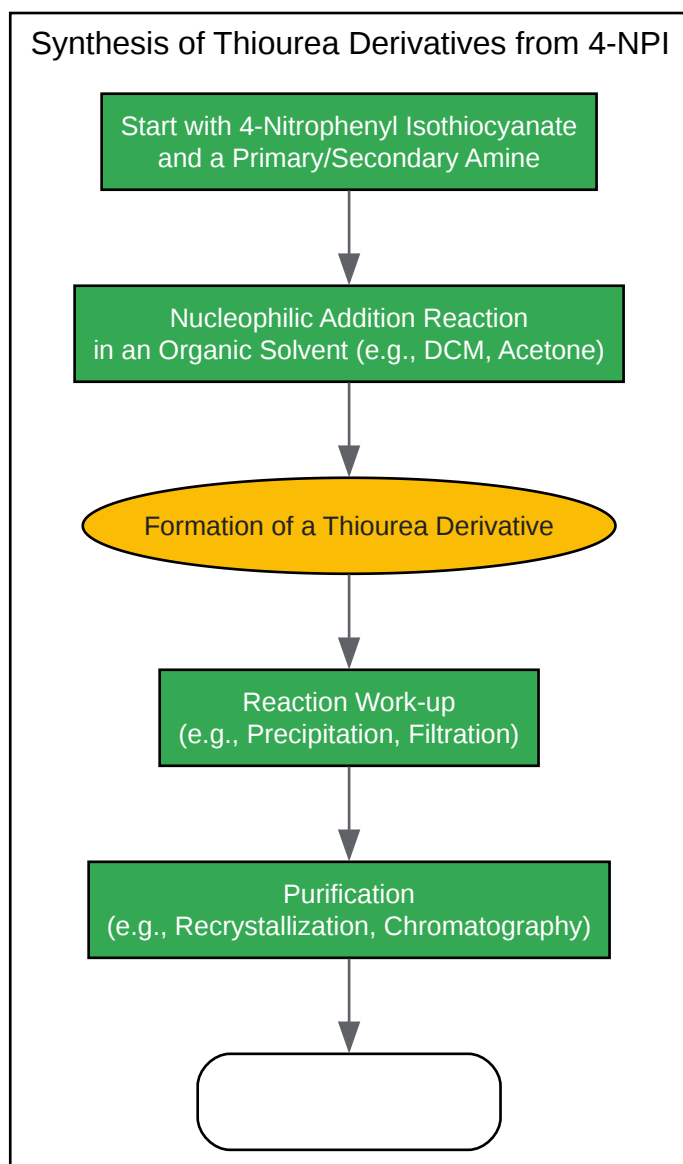 Synthesis of Thiourea Derivatives from 4-NPI
Start with 4-Nitrophenyl Isothiocyanate
and a Primary/Secondary Amine
Nucleophilic Addition Reaction
in an Organic Solvent (e.g., DCM, Acetone)
Formation of a Thiourea Derivative
Reaction Work-up
(e.g., Precipitation, Filtration)
Purification
(e.g., Recrystallization, Chromatography)